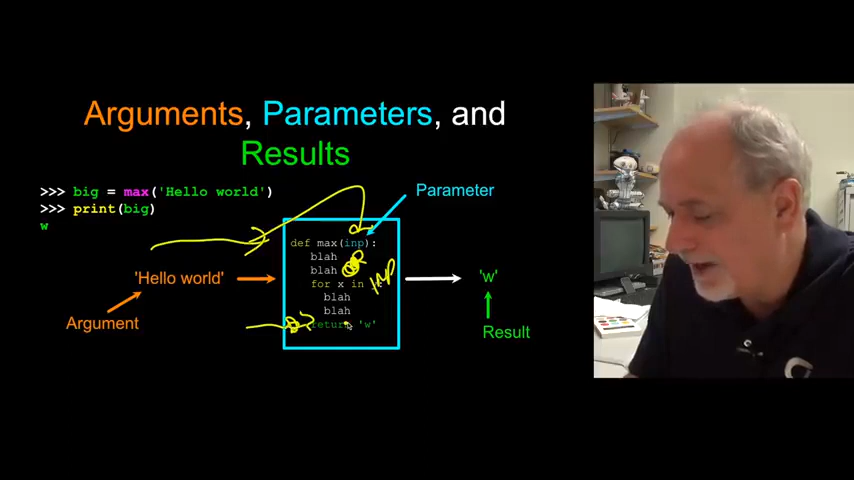 Arguments, Parameters, and
Results
>>> big = max('Hello world')
>>> print(big)
w
Parameter
def max(inp):
blah
blah
for x in
inp
blah
blah
return 'w'
'Hello world'
Argument
'w'
Result